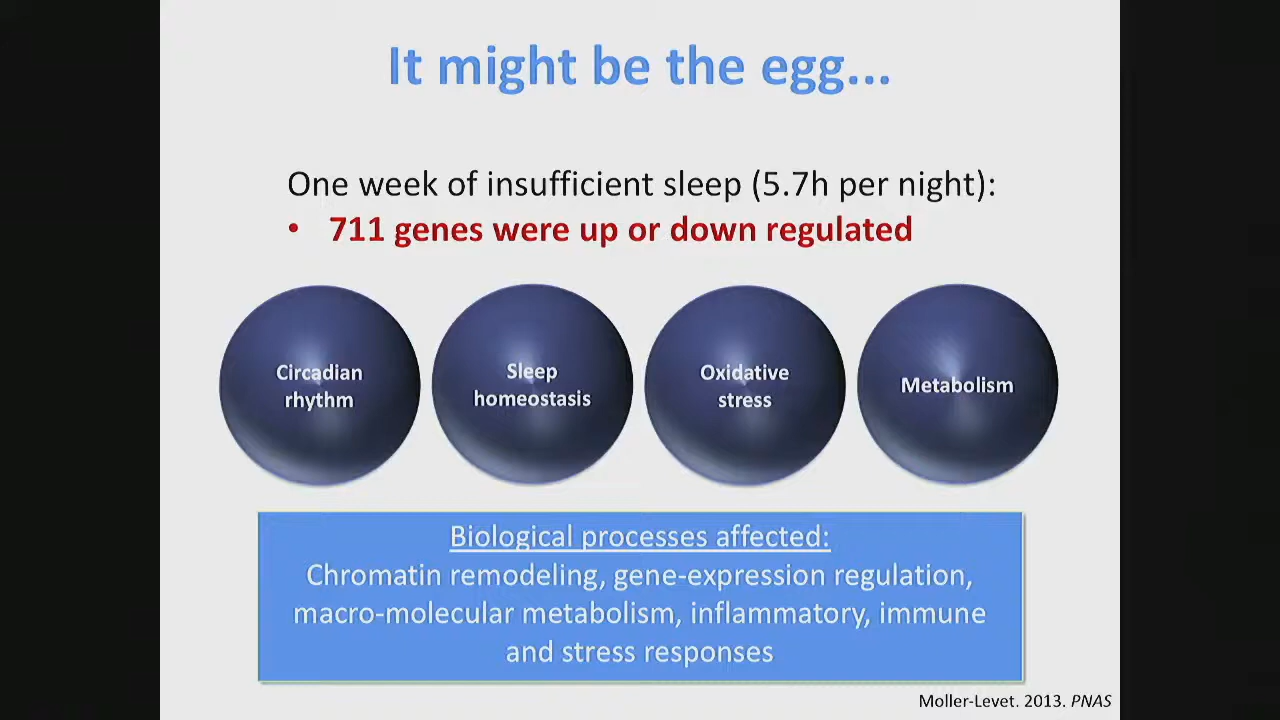 It might be the egg...
One week of insufficient sleep (5.7h per night):
• 711 genes were up or down regulated
Circadian
rhythm
Sleep
homeostasis
Oxidative
stress
Metabolism
Biological processes affected:
Chromatin remodeling, gene-expression regulation,
macro-molecular metabolism, inflammatory, immune
and stress responses
Moller-Levet. 2013. PNAS